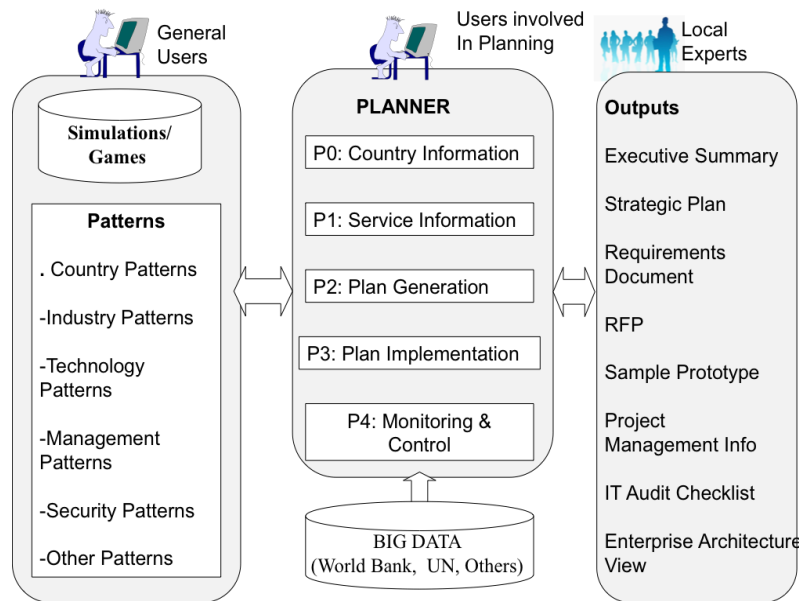 General
Users
Simulations/
Games
Patterns
. Country Patterns
-Industry Patterns
-Technology
Patterns
-Management
Patterns
-Security Patterns
-Other Patterns
Users involved
In Planning
PLANNER
P0: Country Information
P1: Service Information
P2: Plan Generation
P3: Plan Implementation
P4: Monitoring &
Control
BIG DATA
(World Bank, UN, Others)
Local
Experts
Outputs
Executive Summary
Strategic Plan
Requirements
Document
RFP
Sample Prototype
Project
Management Info
IT Audit Checklist
Enterprise Architecture
View